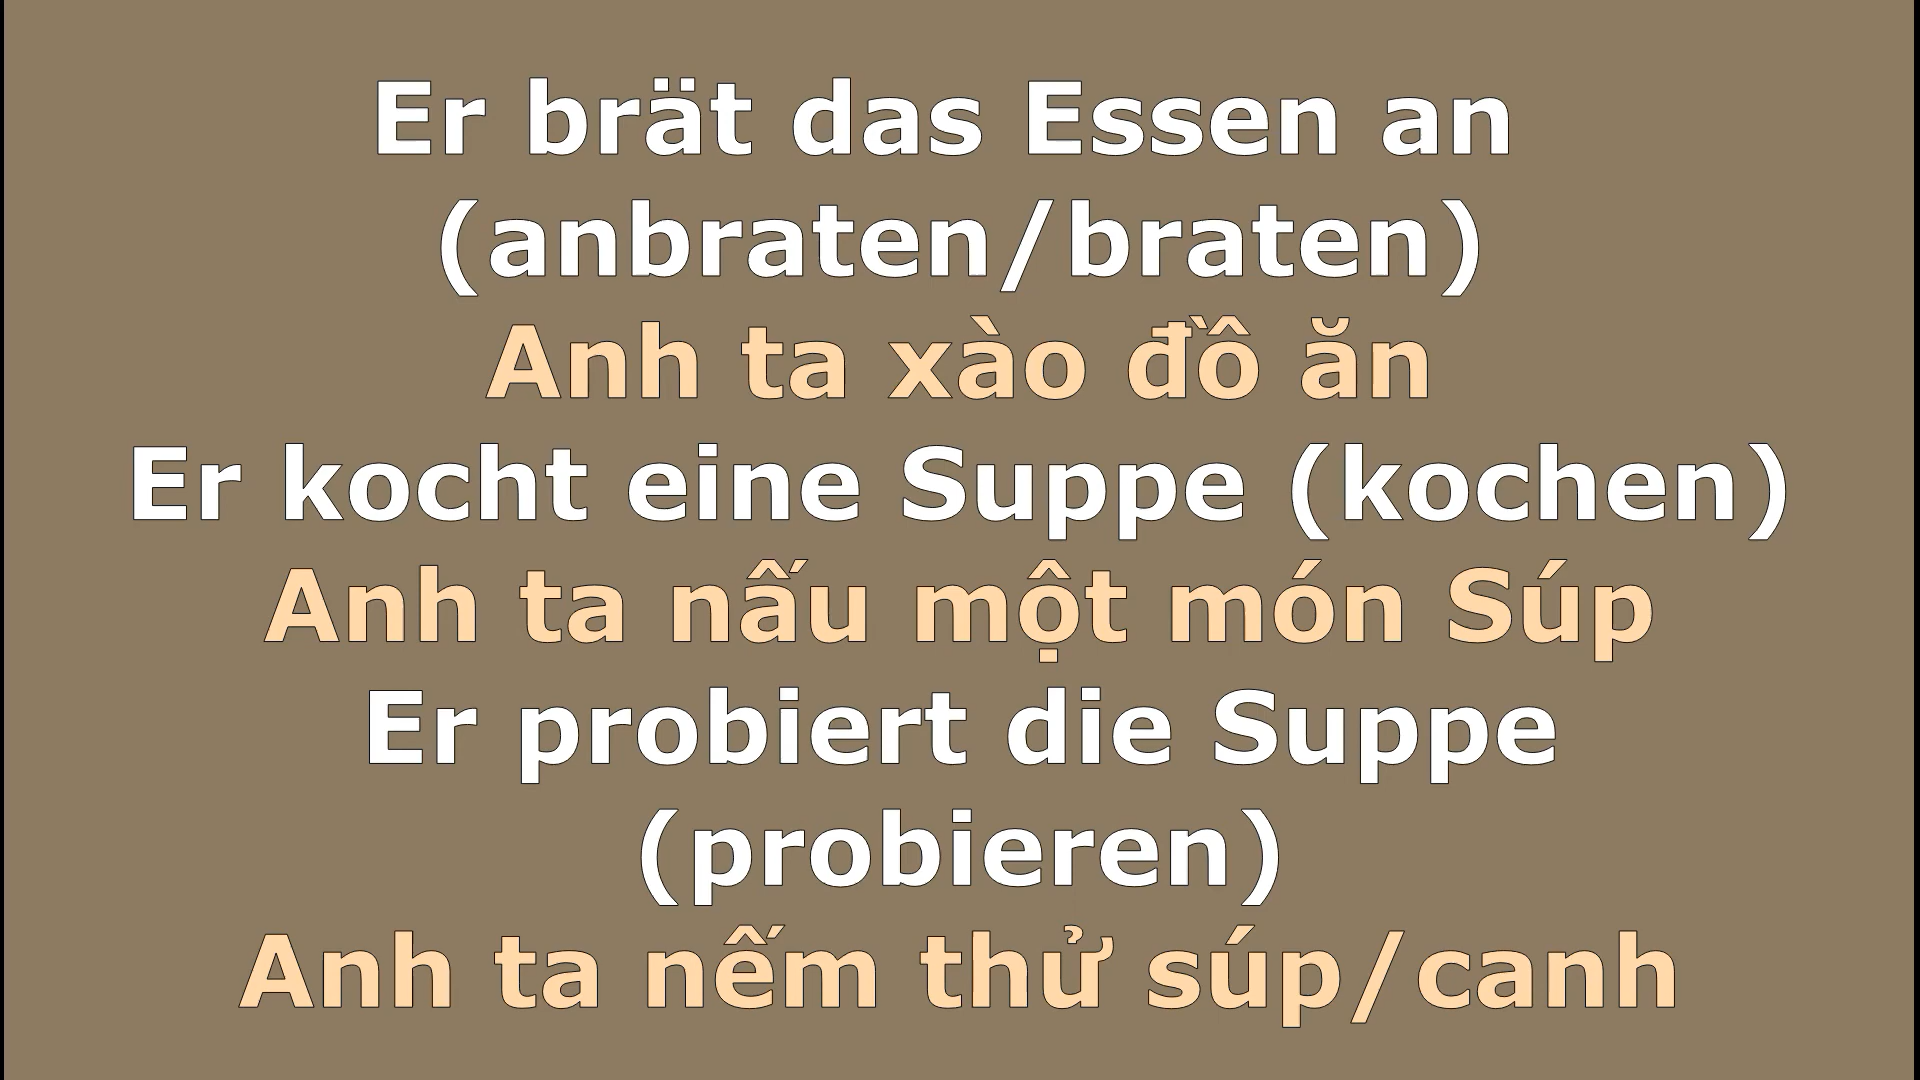 Er brät das Essen an
(anbraten/braten)
Anh ta xào đồ ăn
Er kocht eine Suppe (kochen)
Anh ta nấu một món Súp
Er probiert die Suppe
(probieren)
Anh ta nếm thử súp/canh